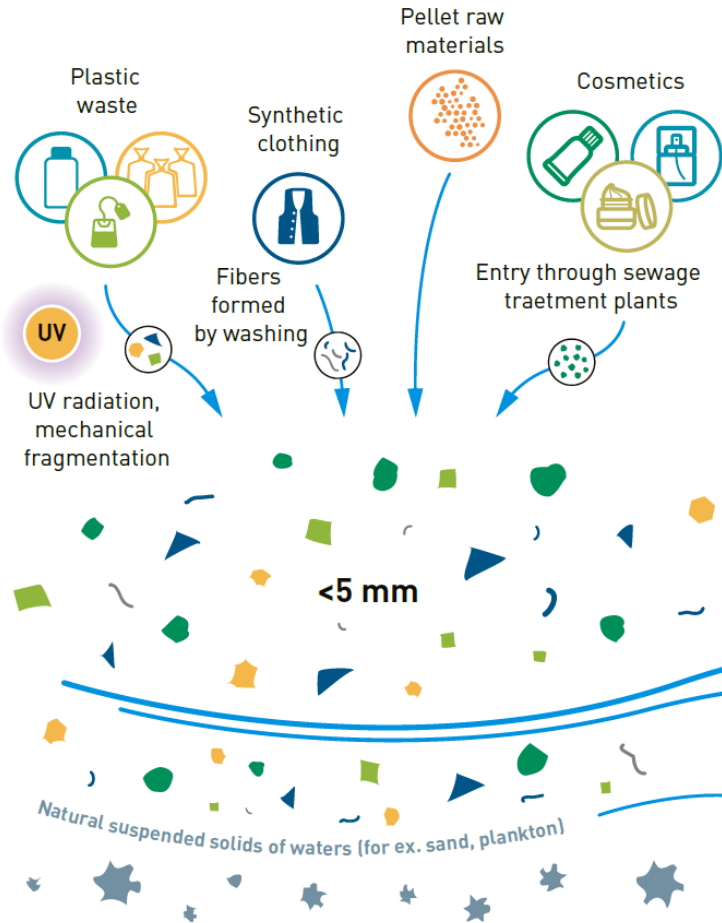 Pellet raw
materials
Plastic
waste
Synthetic
clothing
Cosmetics
Fibers
formed
by washing
Entry through sewage
traetment plants
UV
UV radiation,
mechanical
fragmentation
<5 mm
Natural suspended solids of waters (for ex. sand, plankton)